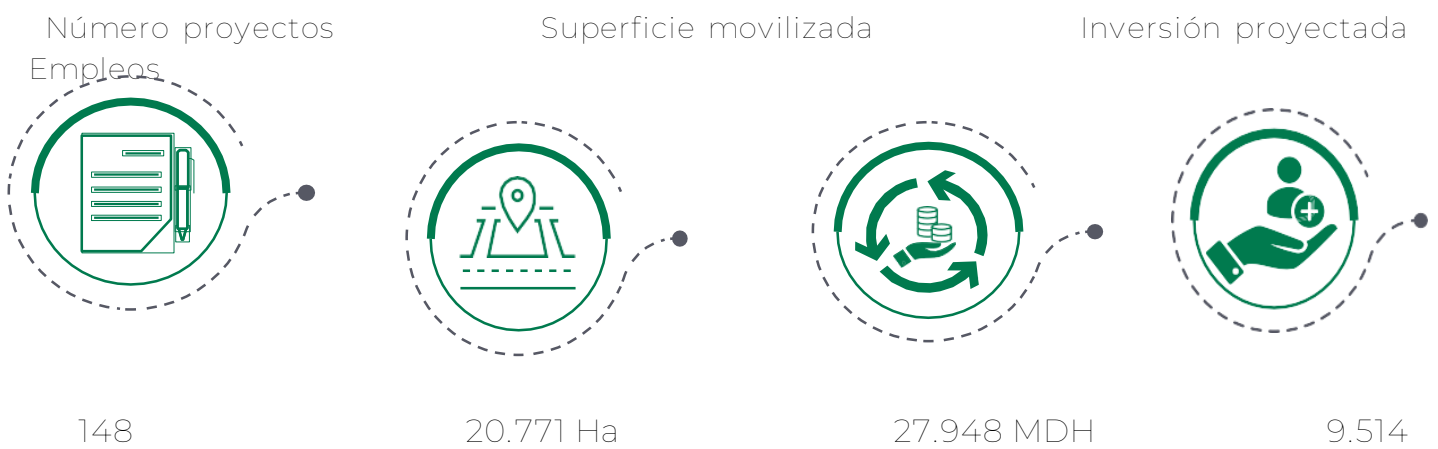 Número proyectos Superficie movilizada Inversión proyectada
Empleos
148 20.771 Ha 27.948 MDH 9.514